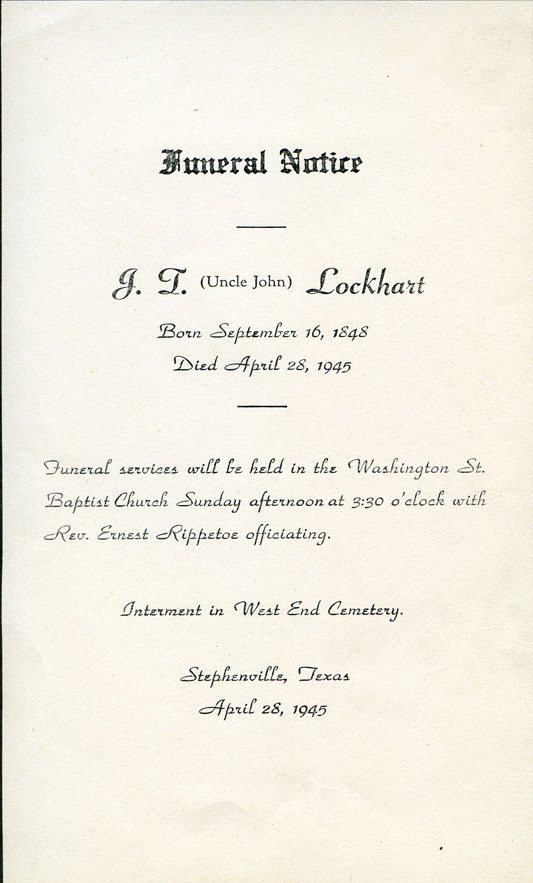 Funeral Notice
J. T. (Uncle John) Lockhart
Born September 16, 1848
Died April 28, 1945
Funeral services will be held in the Washington St.
Baptist Church Sunday afternoon at 3:30 o'clock with
Rev. Ernest Rippetoe officiating.
Interment in West End Cemetery.
Stephenville, Texas
April 28, 1945